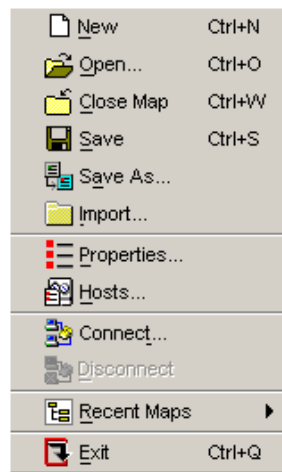 New Ctrl+N
Open... Ctrl+O
Close Map Ctrl+W
Save Ctrl+S
Save As...
Import...
Properties...
Hosts...
Connect...
Disconnect
Recent Maps
Exit Ctrl+Q